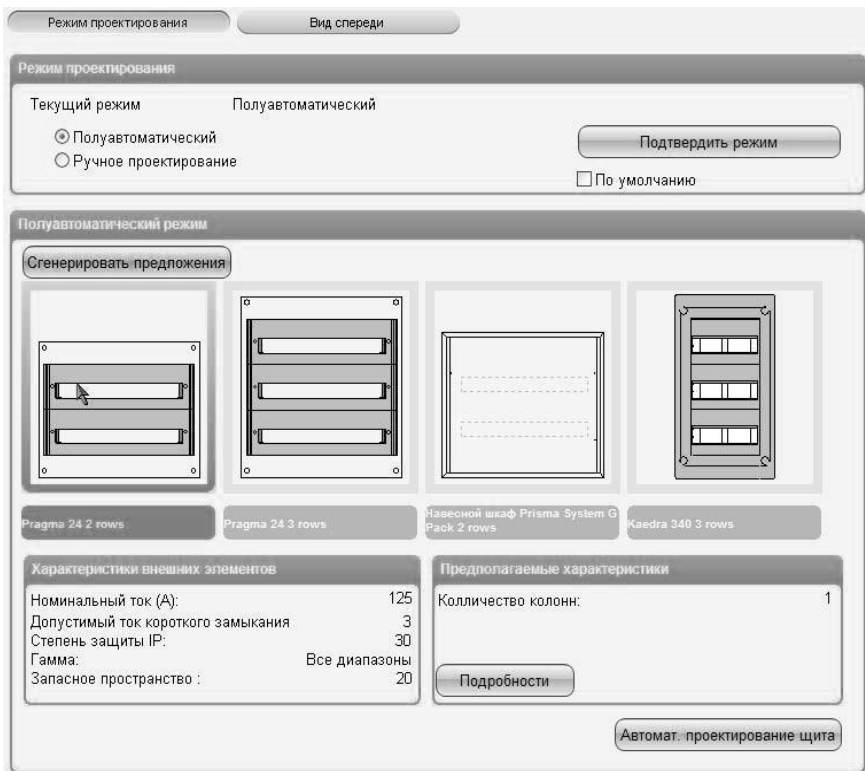 Режим проектирования
Вид спереди
Режим проектирования
Текущий режим Полуавтоматический
Полуавтоматический
Ручное проектирование
Подтвердить режим
По умолчанию
Полуавтоматический режим
Сгенерировать предложения
Pragma 24 2 rows
Pragma 24 3 rows
Навесной шкаф Prisma System G
Pack 2 rows
Kaedra 340 3 rows
Характеристики внешних элементов
Номинальный ток (А): 125
Допустимый ток короткого замыкания 3
Степень защиты IP: 30
Гамма: Все диапазоны
Запасное пространство : 20
Предполагаемые характеристики
Колличество колонн: 1
Подробности
Автомат. проектирование щита